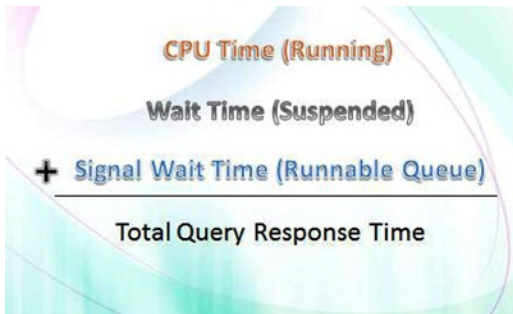 CPU Time (Running)
Wait Time (Suspended)
+ Signal Wait Time (Runnable Queue)
Total Query Response Time